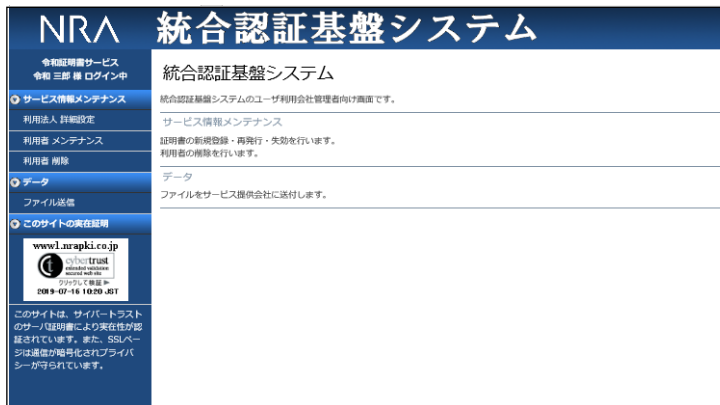 NRA 統合認証基盤システム
令和証明書サービス
令和 三郎 様 ログイン中
サービス情報メンテナンス
利用法人 詳細設定
利用者 メンテナンス
利用者 削除
データ
ファイル送信
このサイトの実在証明
www1.nrapki.co.jp
cybertrust
extended validation
secured web site
クリックして検証
2019-07-16 10:20 JST
このサイトは、サイバートラスト
のサーバ証明書により実在性が認
証されています。また、SSLペー
ジは通信が暗号化されプライバ
シーが守られています。
統合認証基盤システム
統合認証基盤システムのユーザ利用会社管理者向け画面です。
サービス情報メンテナンス
証明書の新規登録・再発行・失効を行います。
利用者の削除を行います。
データ
ファイルをサービス提供会社に送付します。